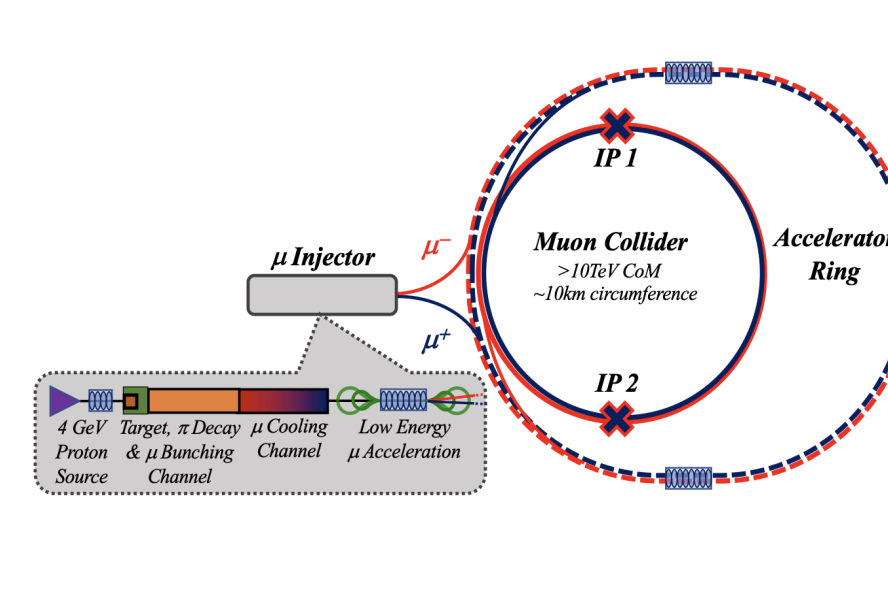 IP 1
Muon Collider
>10TeV CoM
~10km circumference
Accelerator
Ring
μ Injector
μ−
μ+
IP 2
4 GeV
Proton
Source
Target, π Decay
& μ Bunching
Channel
μ Cooling
Channel
Low Energy
μ Acceleration